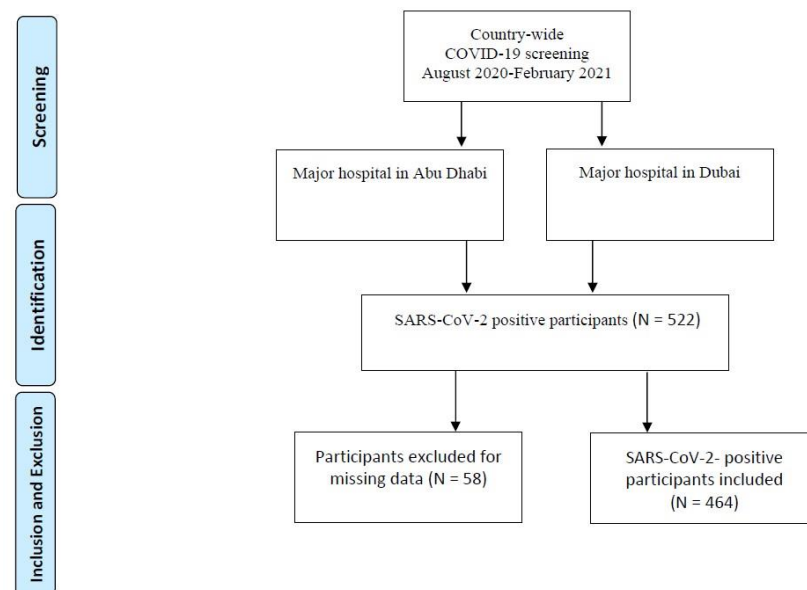 Screening
Country-wide
COVID-19 screening
August 2020-February 2021
Major hospital in Abu Dhabi
Major hospital in Dubai
Identification
SARS-CoV-2 positive participants (N = 522)
Inclusion and Exclusion
Participants excluded for
missing data (N = 58)
SARS-CoV-2- positive
participants included
(N = 464)